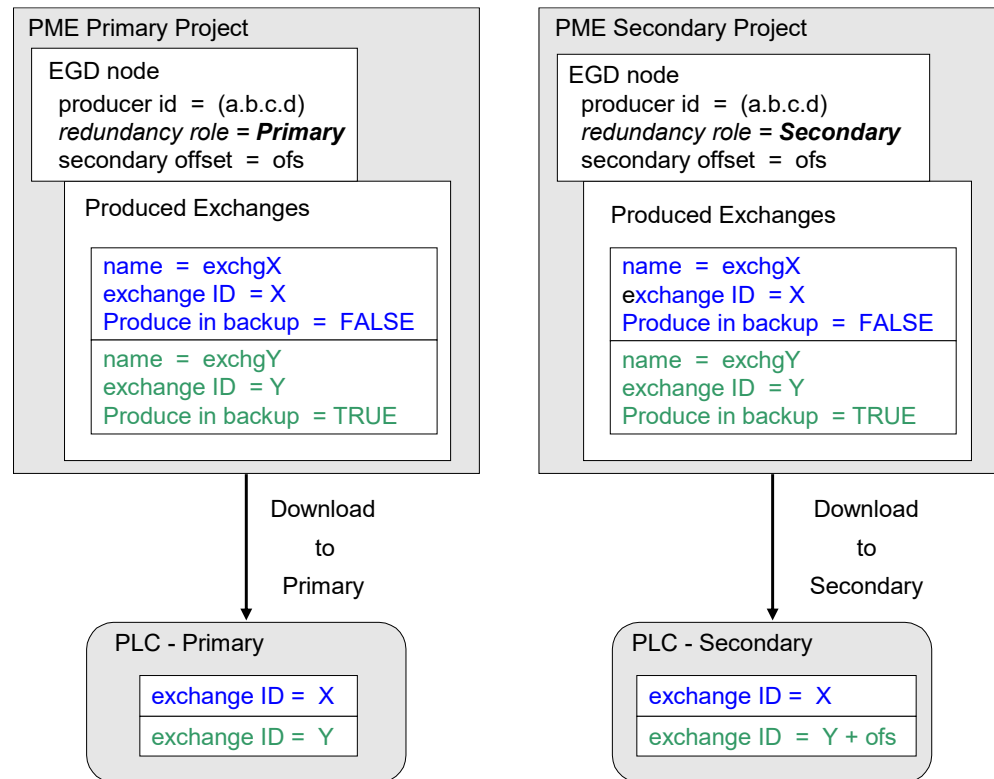 PME Primary Project
EGD node
producer id = (a.b.c.d)
redundancy role = Primary
secondary offset = ofs
Produced Exchanges
name = exchgX
exchange ID = X
Produce in backup = FALSE
name = exchgY
exchange ID = Y
Produce in backup = TRUE
Download
to
Primary
PLC - Primary
exchange ID = X
exchange ID = Y
PME Secondary Project
EGD node
producer id = (a.b.c.d)
redundancy role = Secondary
secondary offset = ofs
Produced Exchanges
name = exchgX
exchange ID = X
Produce in backup = FALSE
name = exchgY
exchange ID = Y
Produce in backup = TRUE
Download
to
Secondary
PLC - Secondary
exchange ID = X
exchange ID = Y + ofs